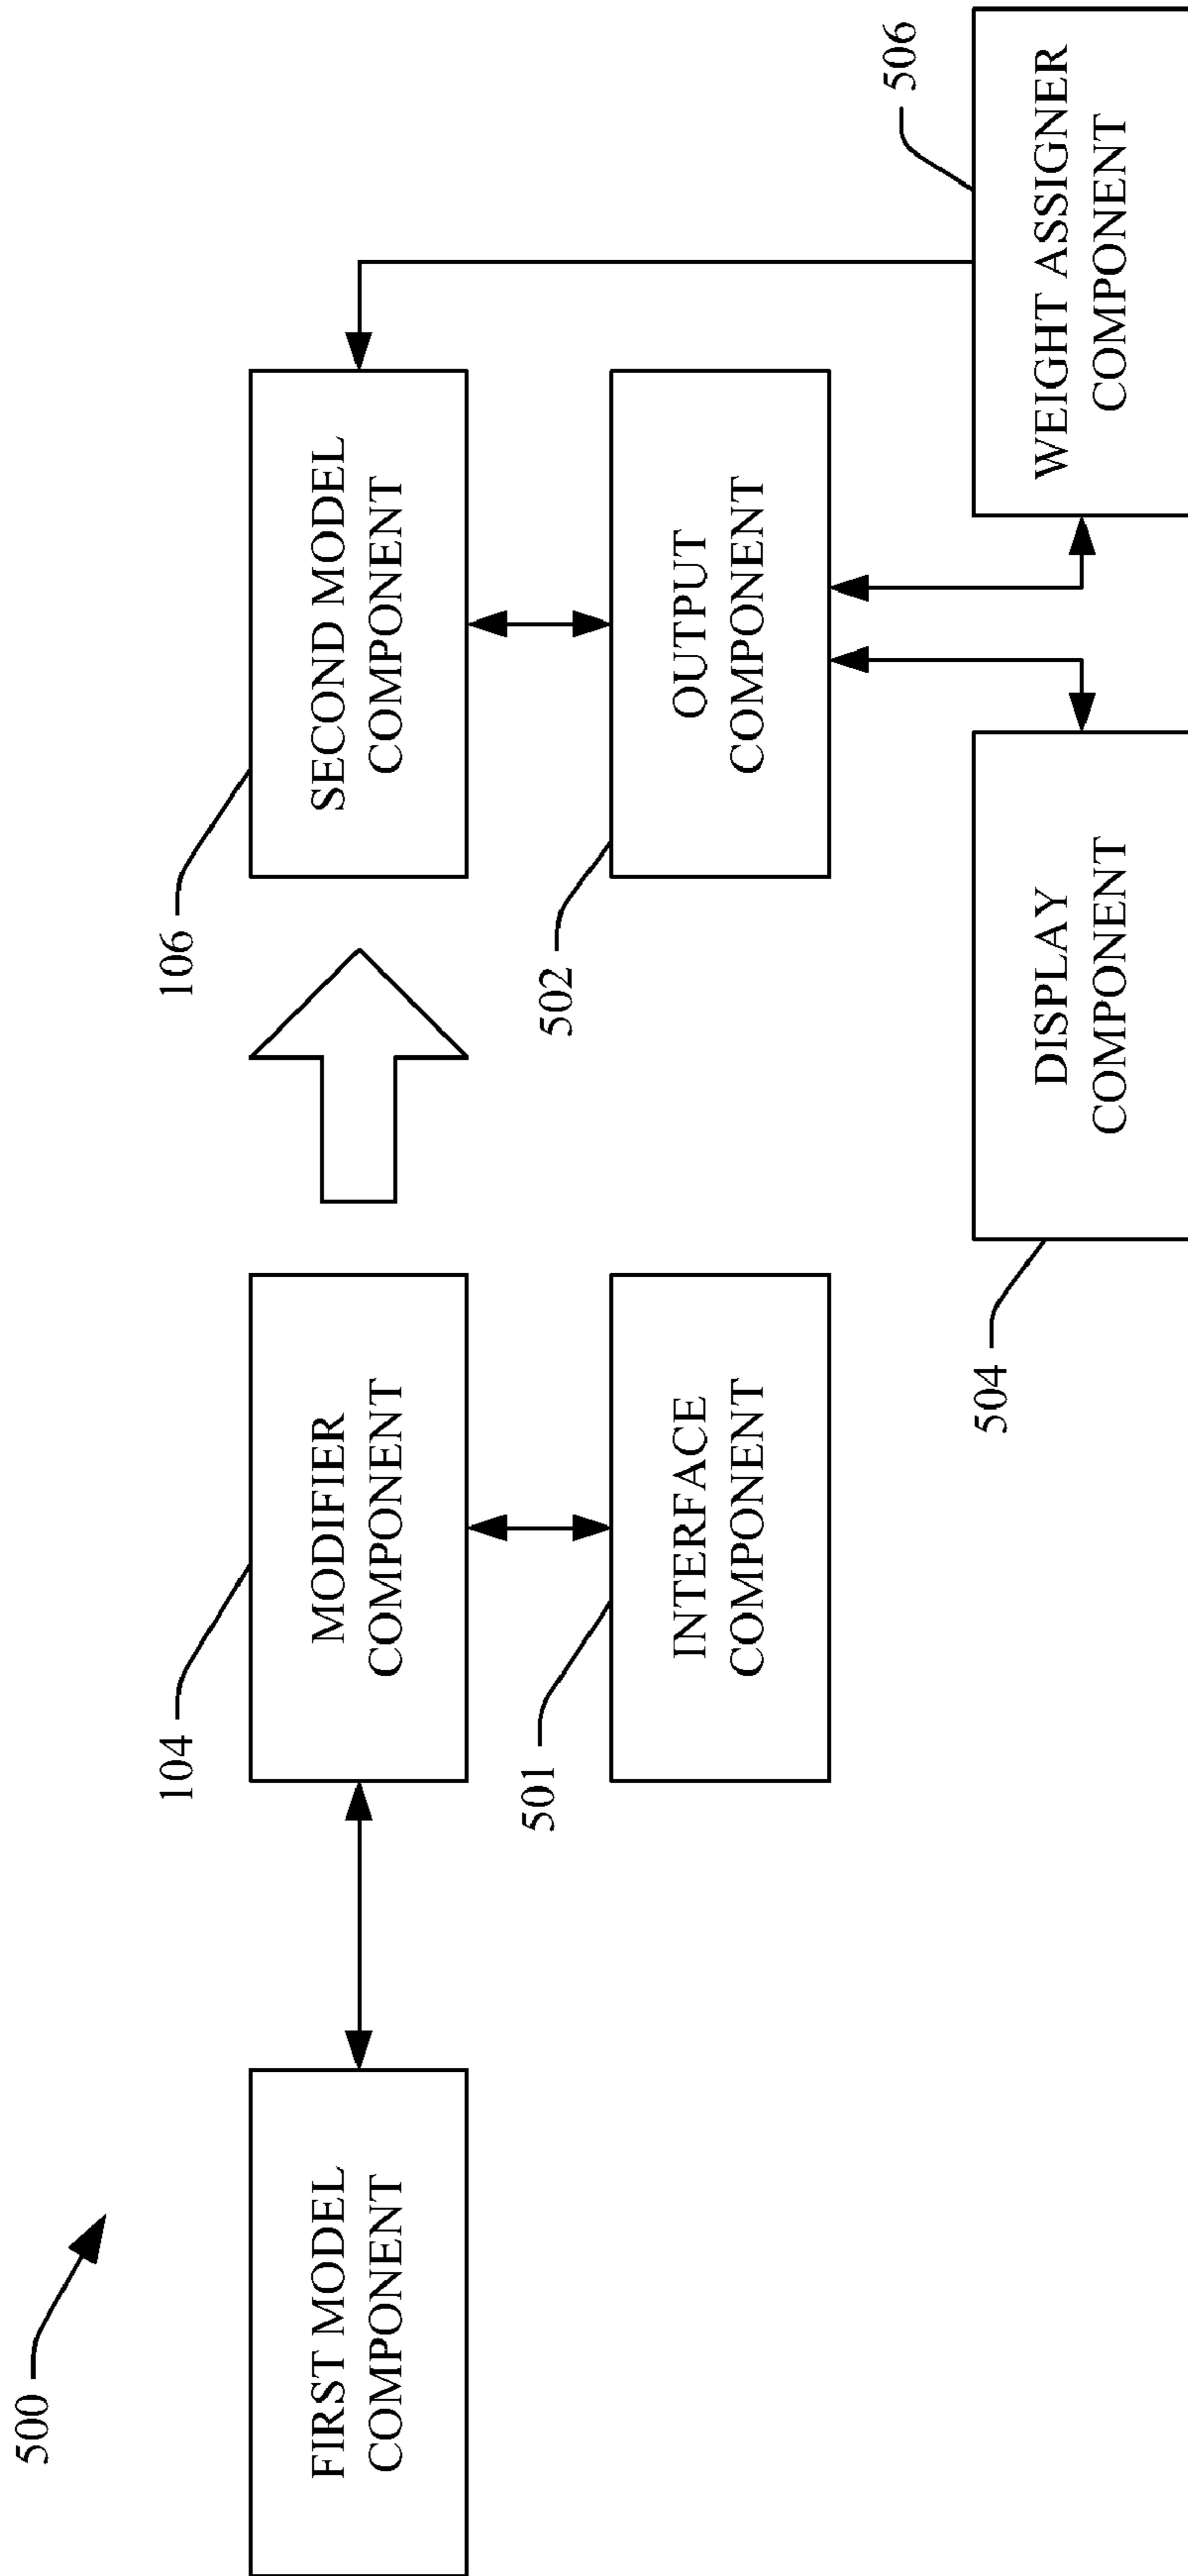 500
FIRST MODEL
COMPONENT
104
MODIFIER
COMPONENT
106
SECOND MODEL
COMPONENT
501
INTERFACE
COMPONENT
502
OUTPUT
COMPONENT
504
DISPLAY
COMPONENT
506
WEIGHT ASSIGNER
COMPONENT